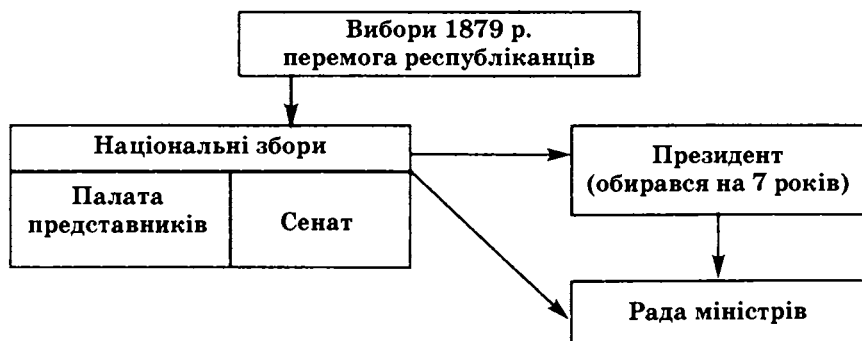 Вибори 1879 р.
перемога республіканців
Національні збори
Палата
представників
Сенат
Президент
(обирався на 7 років)
Рада міністрів